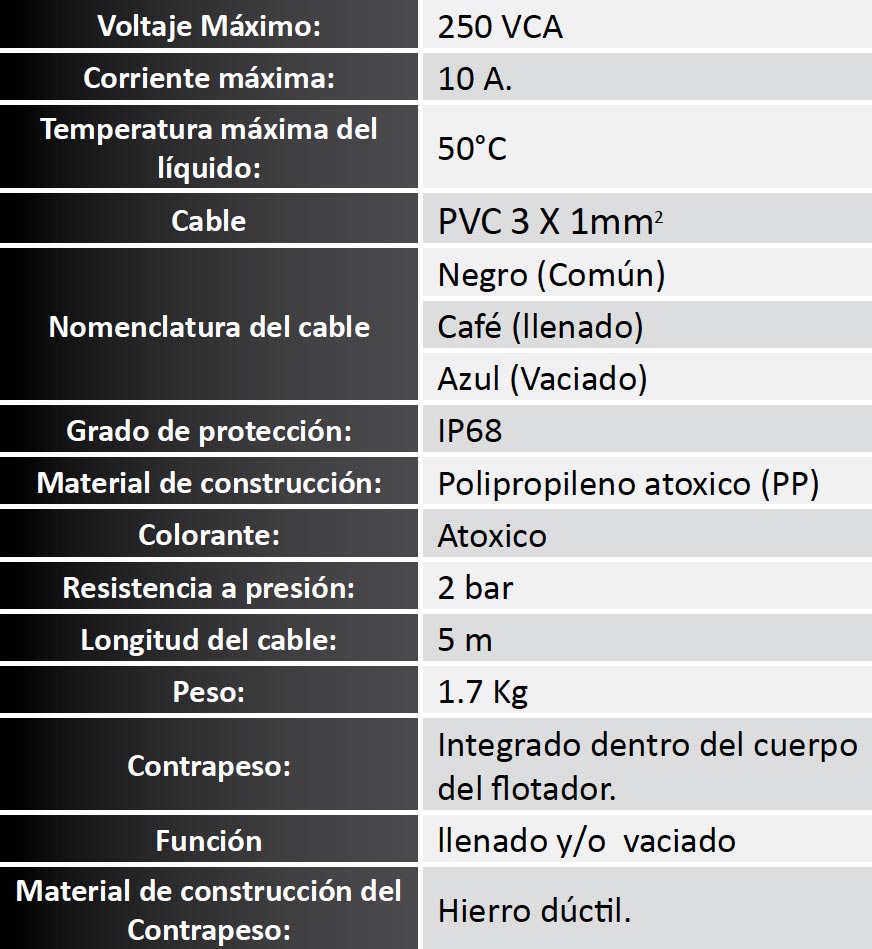 Voltaje Máximo:
250 VCA
Corriente máxima:
10 A.
Temperatura máxima del
líquido:
50°C
Cable
PVC 3 X 1mm²
Nomenclatura del cable
Negro (Común)
Café (llenado)
Azul (Vaciado)
Grado de protección:
IP68
Material de construcción:
Polipropileno atoxico (PP)
Colorante:
Atoxico
Resistencia a presión:
2 bar
Longitud del cable:
5 m
Peso:
1.7 Kg
Contrapeso:
Integrado dentro del cuerpo
del flotador.
Función
llenado y/o  vaciado
Material de construcción del
Contrapeso:
Hierro dúctil.